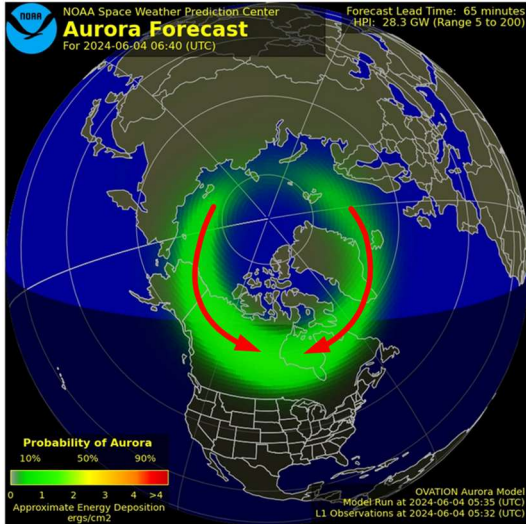 NOAA
NOAA Space Weather Prediction Center
Aurora Forecast
For 2024-06-04 06:40 (UTC)
Forecast Lead Time: 65 minutes
HPI: 28.3 GW (Range 5 to 200)
Probability of Aurora
10% 50% 90%
0 1 2 3 4 >4
Approximate Energy Deposition
ergs/cm2
OVATION Aurora Model
Model Run at 2024-06-04 05:35 (UTC)
L1 Observations at 2024-06-04 05:32 (UTC)